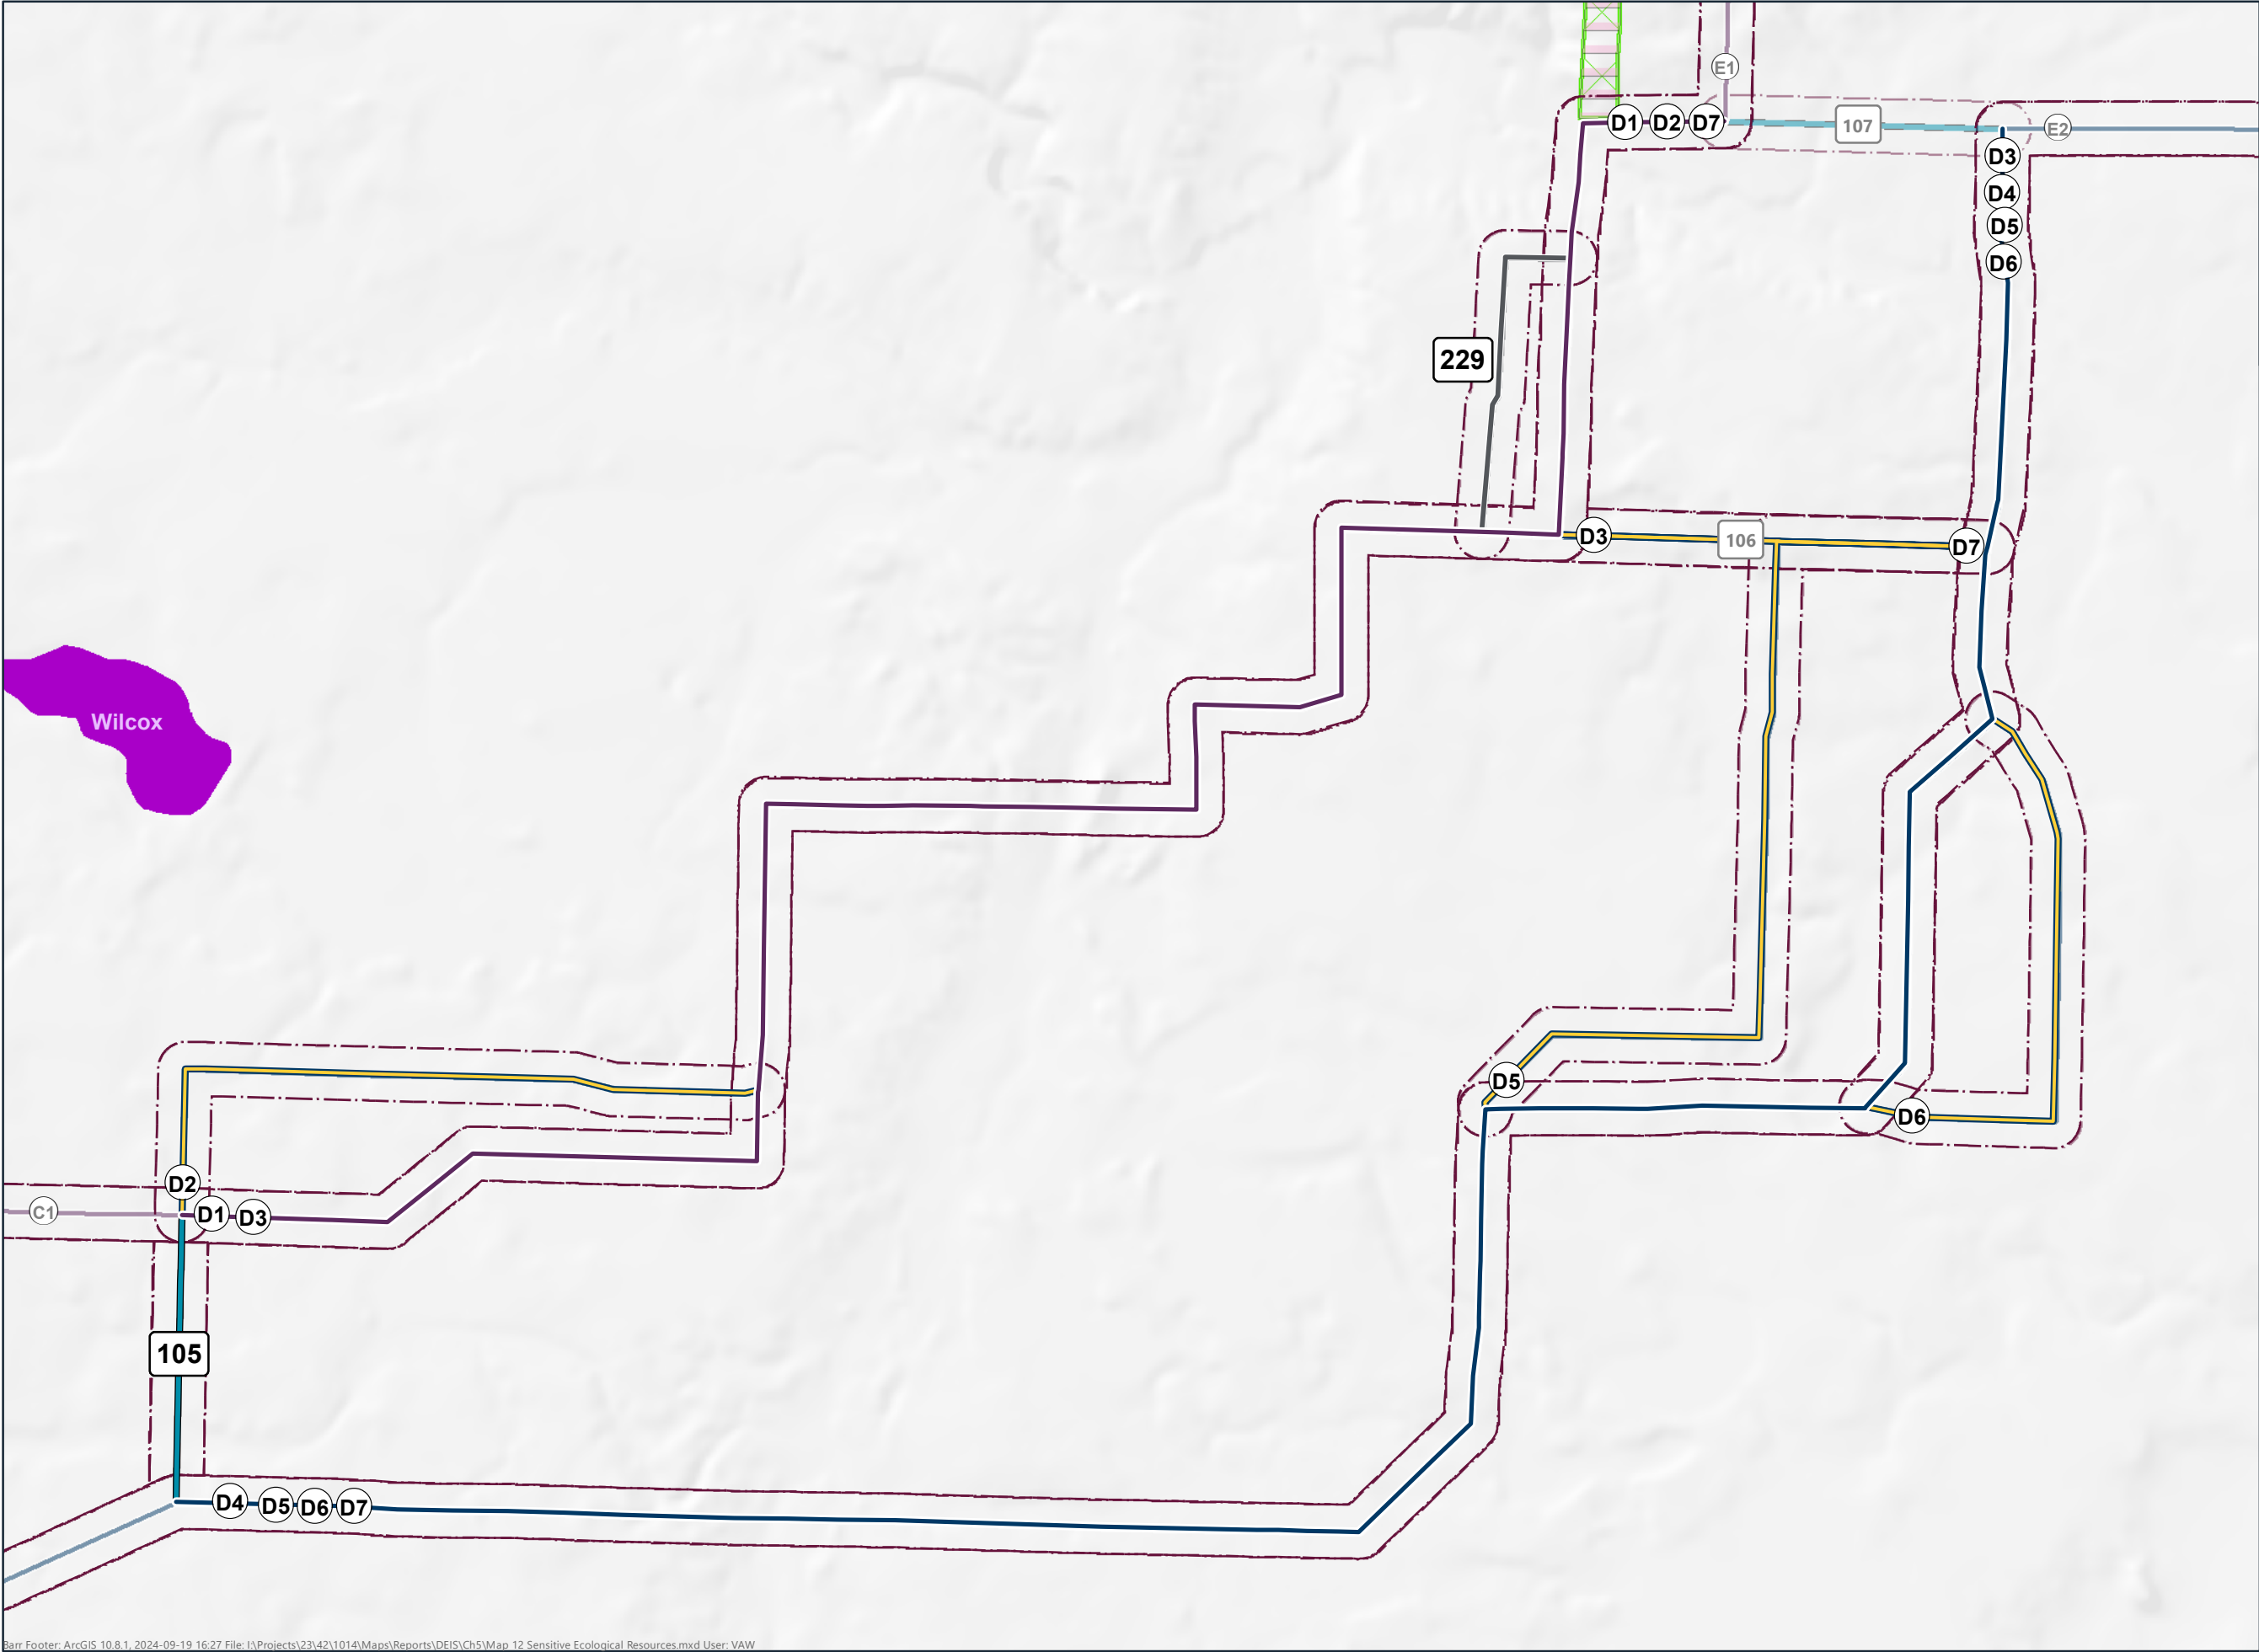 E1
D1 D2 D7
107
E2
D3
D4
D5
D6
229
D3
106
D7
Wilcox
D5
D6
D2
C1
D1 D3
105
D4 D5 D6 D7
Barr Footer: ArcGIS 10.8.1, 2024-09-19 16:27 File: I:\Projects\23\42\1014\Maps\Reports\DEIS\Ch5\Map 12 Sensitive Ecological Resources.mxd User: VAW